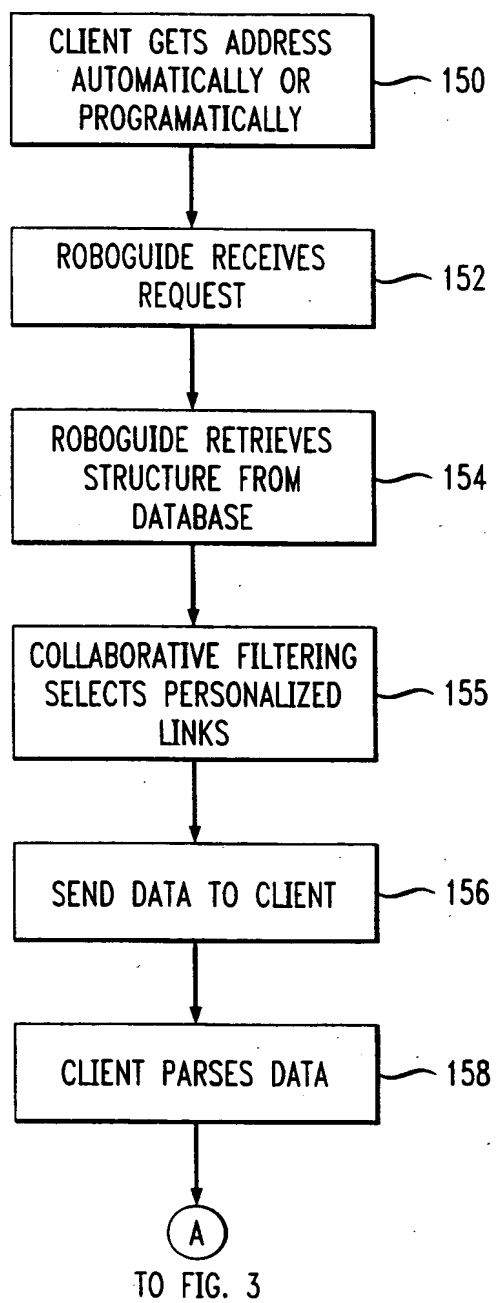 CLIENT GETS ADDRESS
AUTOMATICALLY OR
PROGRAMATICALLY
150
ROBOGUIDE RECEIVES
REQUEST
152
ROBOGUIDE RETRIEVES
STRUCTURE FROM
DATABASE
154
COLLABORATIVE FILTERING
SELECTS PERSONALIZED
LINKS
155
SEND DATA TO CLIENT
156
CLIENT PARSES DATA
158
A
TO FIG. 3